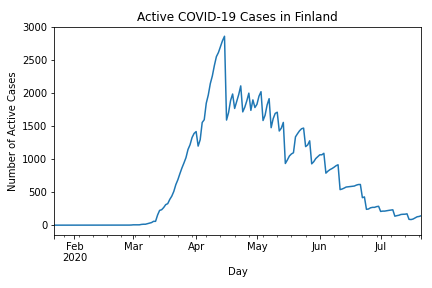 Active COVID-19 Cases in Finland
Number of Active Cases
3000
2500
2000
1500
1000
500
0
Feb
2020
Mar
Apr
May
Jun
Jul
Day